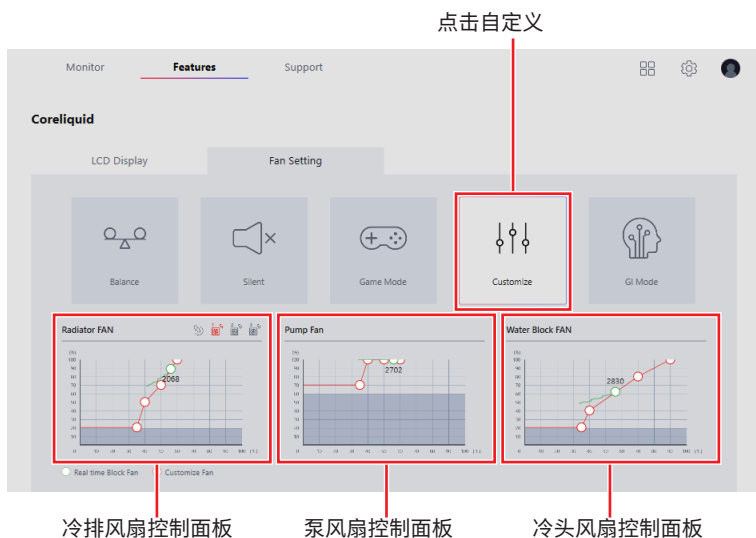 点击自定义
Monitor Features Support
Coreliquid
LCD Display Fan Setting
Balance Silent Game Mode Customize GI Mode
Radiator FAN Pump Fan Water Block FAN
2068 2702 2830
Real time Block Fan Customize Fan
冷排风扇控制面板 泵风扇控制面板 冷头风扇控制面板